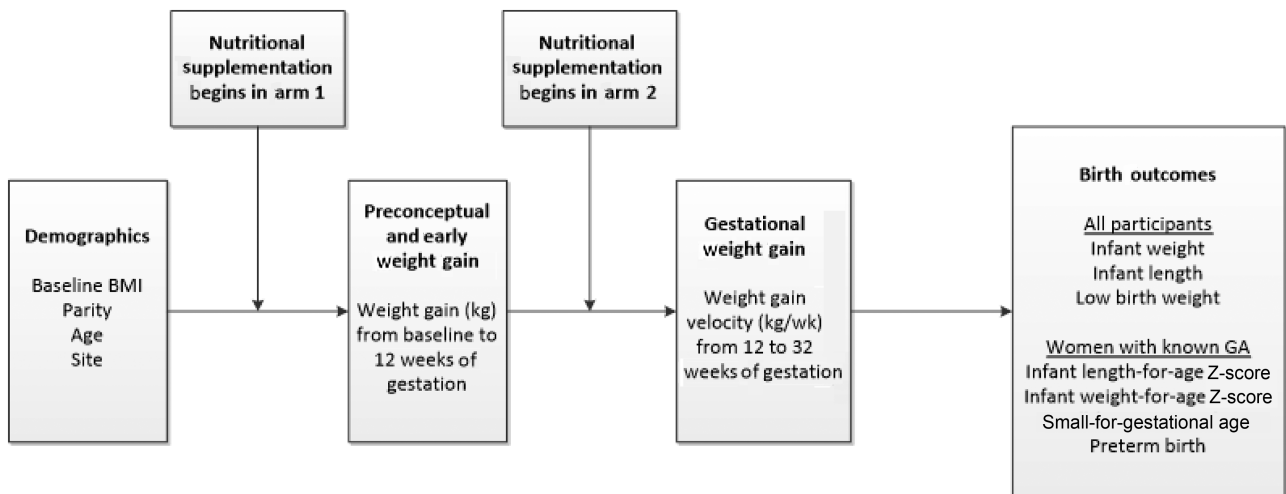 Nutritional
supplementation
begins in arm 1
Nutritional
supplementation
begins in arm 2
Demographics
Baseline BMI
Parity
Age
Site
Preconceptual
and early
weight gain
Weight gain (kg)
from baseline to
12 weeks of
gestation
Gestational
weight gain
Weight gain
velocity (kg/wk)
from 12 to 32
weeks of gestation
Birth outcomes
All participants
Infant weight
Infant length
Low birth weight
Women with known GA
Infant length-for-age Z-score
Infant weight-for-age Z-score
Small-for-gestational age
Preterm birth